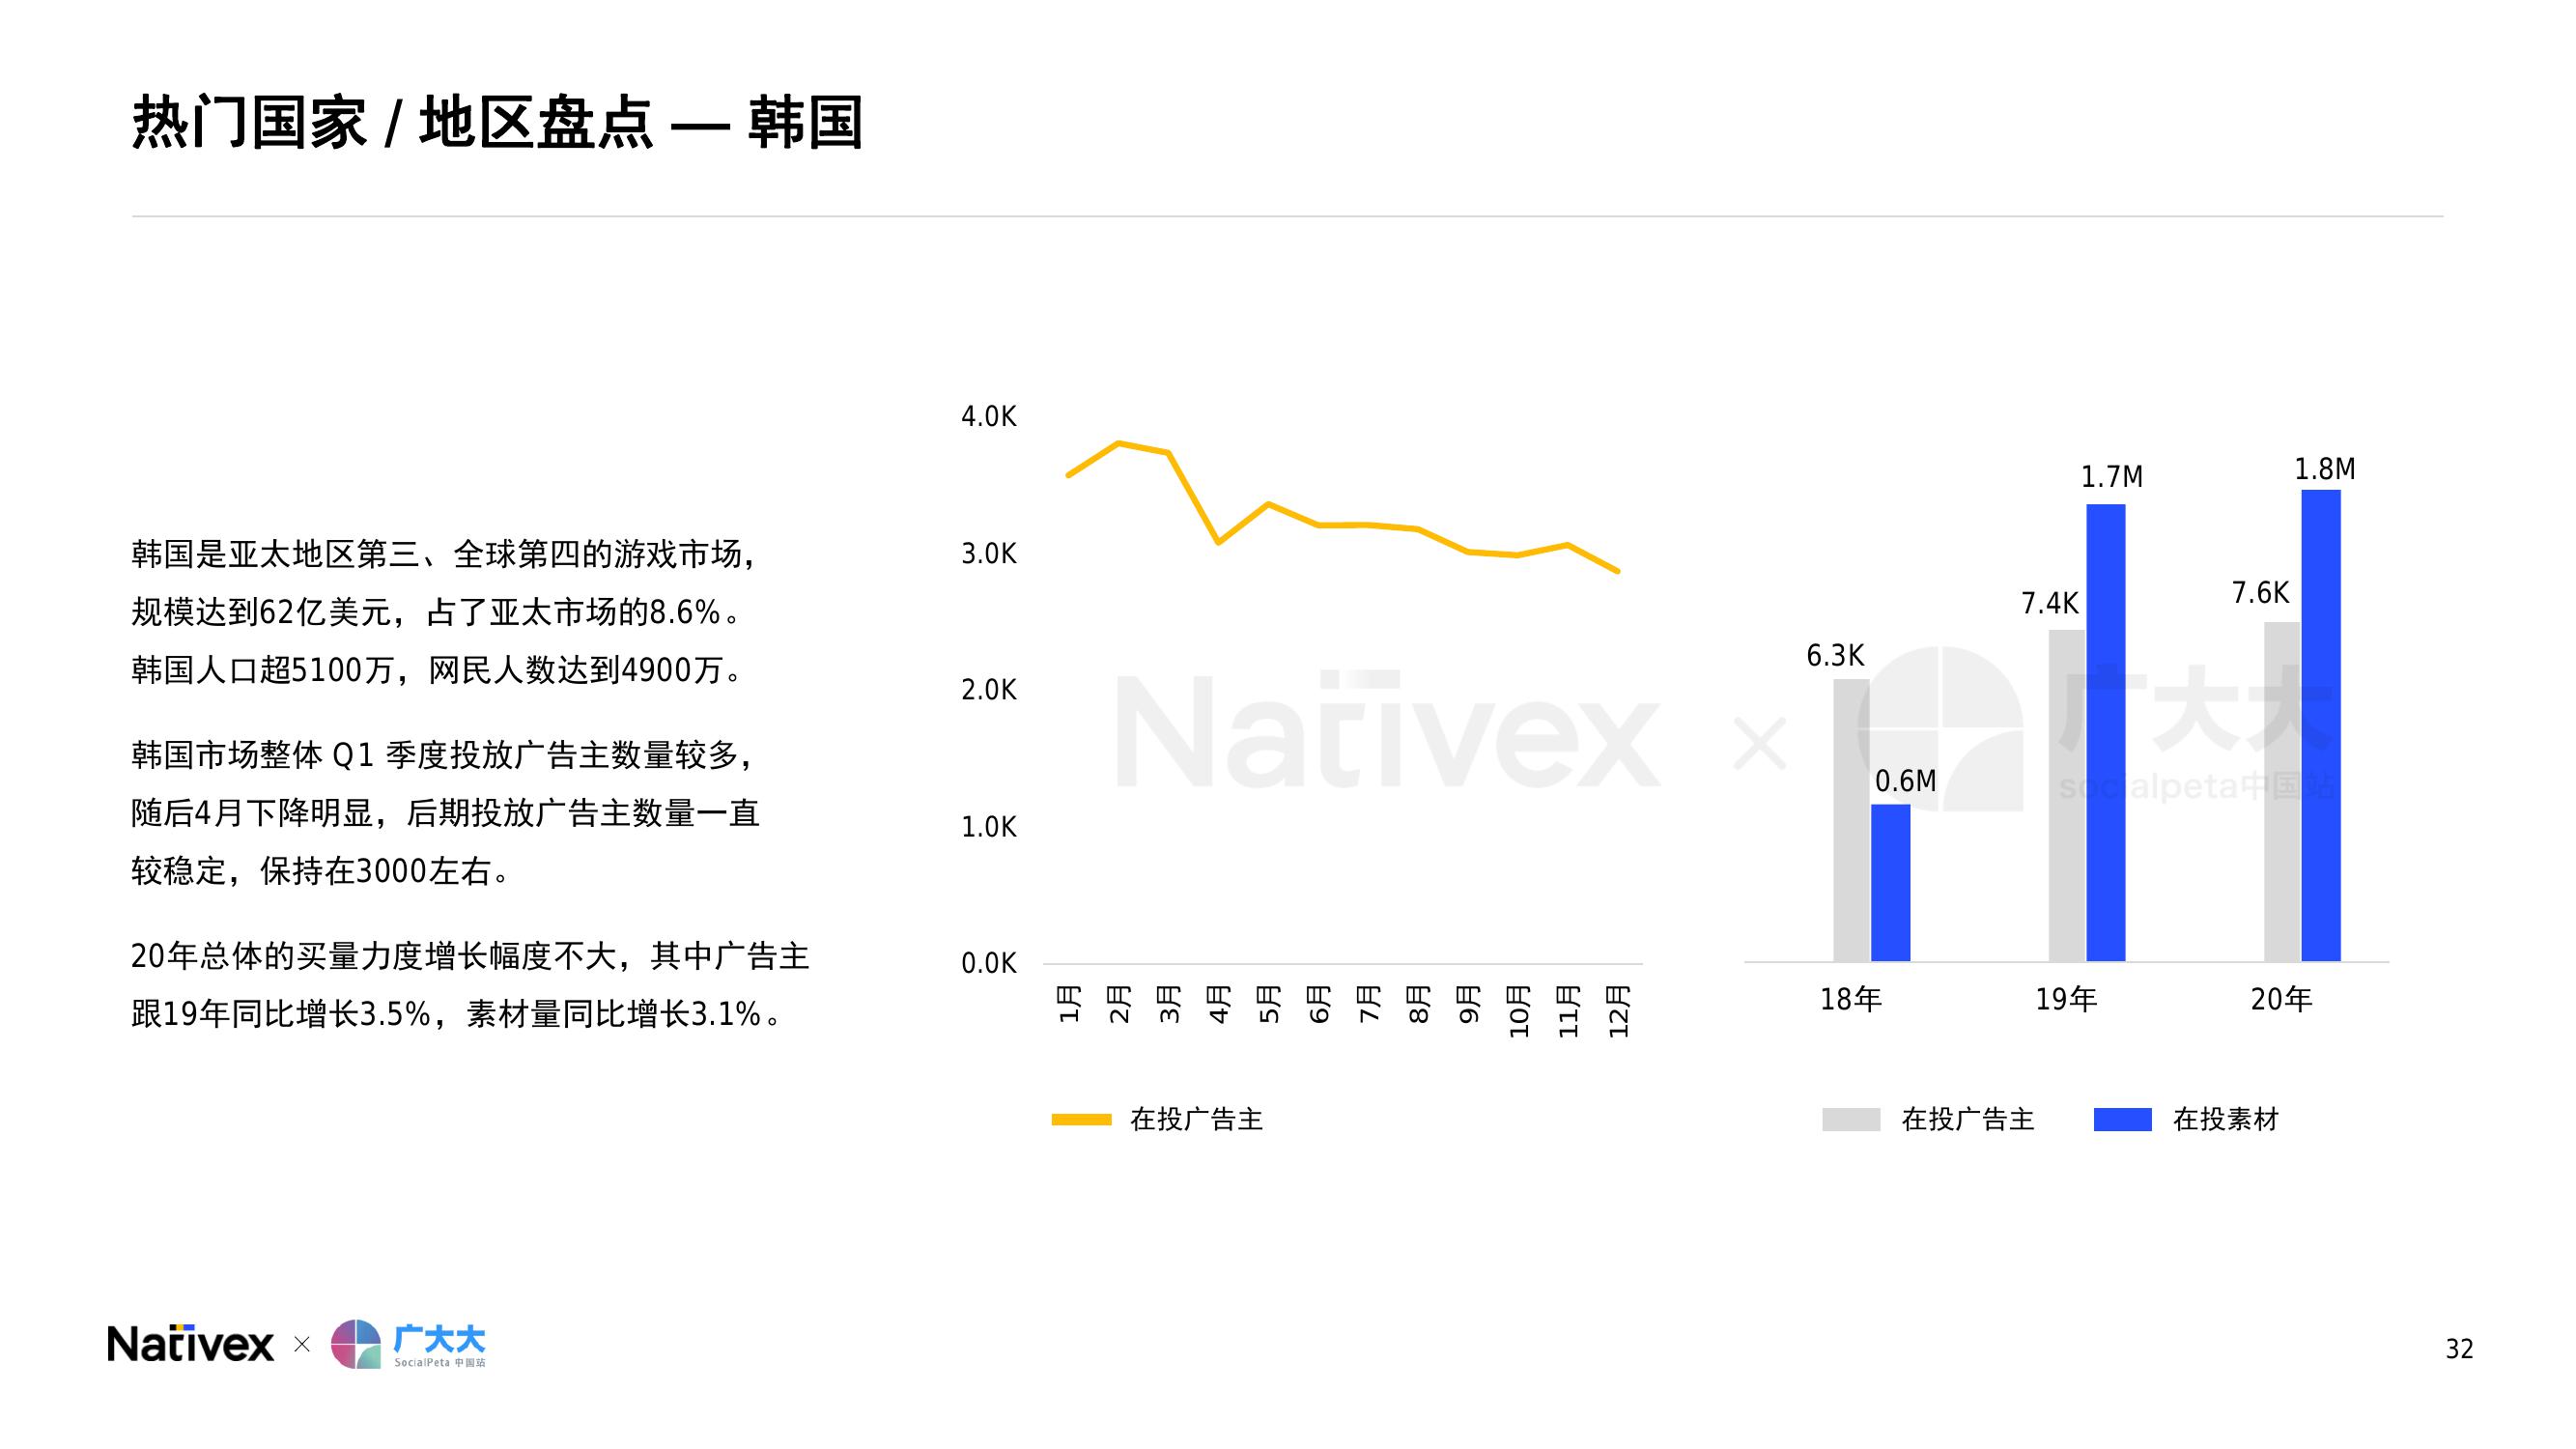 热门国家 / 地区盘点 — 韩国
韩国是亚太地区第三、全球第四的游戏市场，
规模达到62亿美元，占了亚太市场的8.6%。
韩国人口超5100万，网民人数达到4900万。
韩国市场整体 Q1 季度投放广告主数量较多，
随后4月下降明显，后期投放广告主数量一直
较稳定，保持在3000左右。
20年总体的买量力度增长幅度不大，其中广告主
跟19年同比增长3.5%，素材量同比增长3.1%。
4.0K
3.0K
2.0K
1.0K
0.0K
1月 2月 3月 4月 5月 6月 7月 8月 9月 10月 11月 12月
在投广告主
6.3K
0.6M
7.4K
1.7M
7.6K
1.8M
18年 19年 20年
在投广告主 在投素材
Nativex × 广大大
socialpeta中国站
Nativex × 广大大
SocialPeta 中国站
32